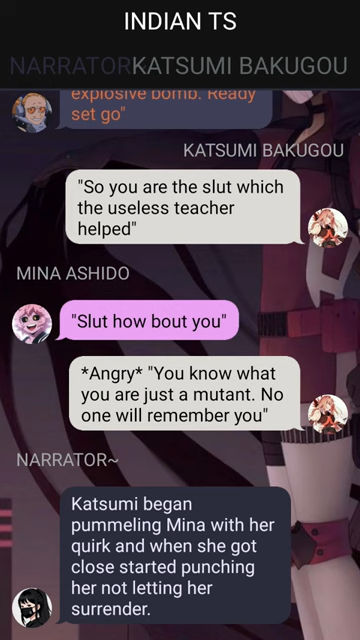 INDIAN TS
NARRATOR
KATSUMI BAKUGOU
explosive bomb. Ready
set go"
KATSUMI BAKUGOU
"So you are the slut which
the useless teacher
helped"
MINA ASHIDO
"Slut how bout you"
*Angry* "You know what
you are just a mutant. No
one will remember you"
NARRATOR~
Katsumi began
pummeling Mina with her
quirk and when she got
close started punching
her not letting her
surrender.